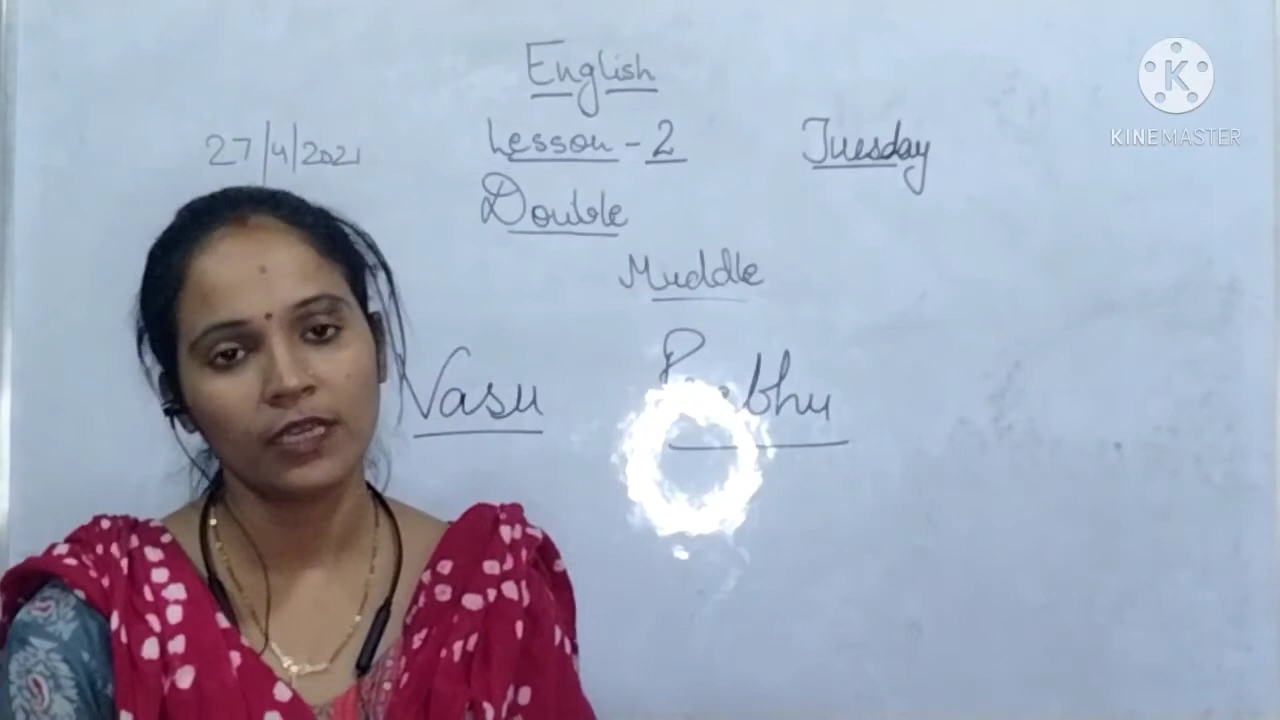 English
27/4/2021 Lesson-2 Tuesday
Double
Muddle
Vasu
KINEMASTER